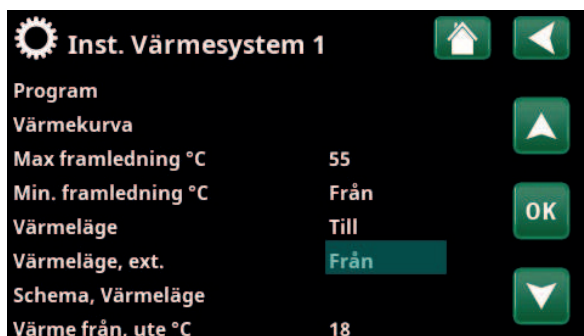 Inst. Värmesystem 1
Program
Värmekurva
Max framledning °C 55
Min. framledning °C Från
Värmeläge Till
OK
Värmeläge, ext. Från
Schema, Värmeläge
Värme från, ute °C 18